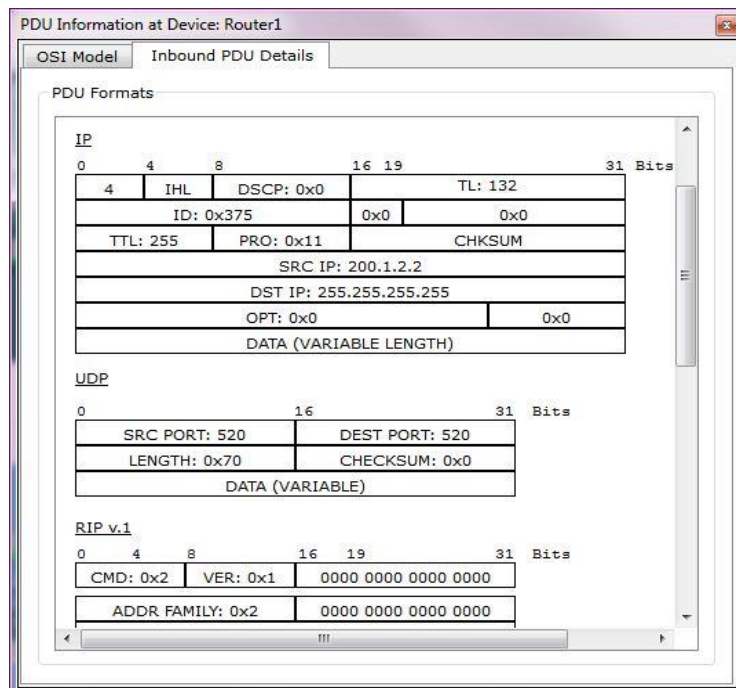 PDU Information at Device: Router1
OSI Model Inbound PDU Details
PDU Formats
IP
0 4 8 16 19 31 Bits
4 IHL DSCP: 0x0 TL: 132
ID: 0x375 0x0 0x0
TTL: 255 PRO: 0x11 CHKSUM
SRC IP: 200.1.2.2
DST IP: 255.255.255.255
OPT: 0x0 0x0
DATA (VARIABLE LENGTH)
UDP
0 16 31 Bits
SRC PORT: 520 DEST PORT: 520
LENGTH: 0x70 CHECKSUM: 0x0
DATA (VARIABLE)
RIP v.1
0 4 8 16 19 31 Bits
CMD: 0x2 VER: 0x1 0000 0000 0000 0000
ADDR FAMILY: 0x2 0000 0000 0000 0000